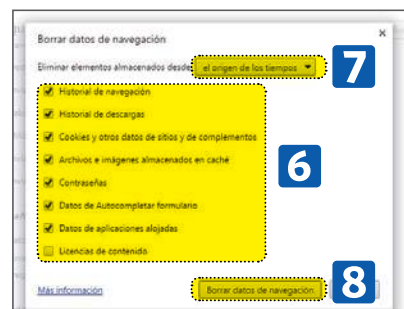 Borrar datos de navegación
×
Eliminar elementos almacenados desde: el origen de los tiempos
7
Historial de navegación
Historial de descargas
Cookies y otros datos de sitios y de complementos
Archivos e imágenes almacenados en caché
6
Contraseñas
Datos de Autocompletar formulario
Datos de aplicaciones alojadas
Licencias de contenido
Más información
Borrar datos de navegación
8